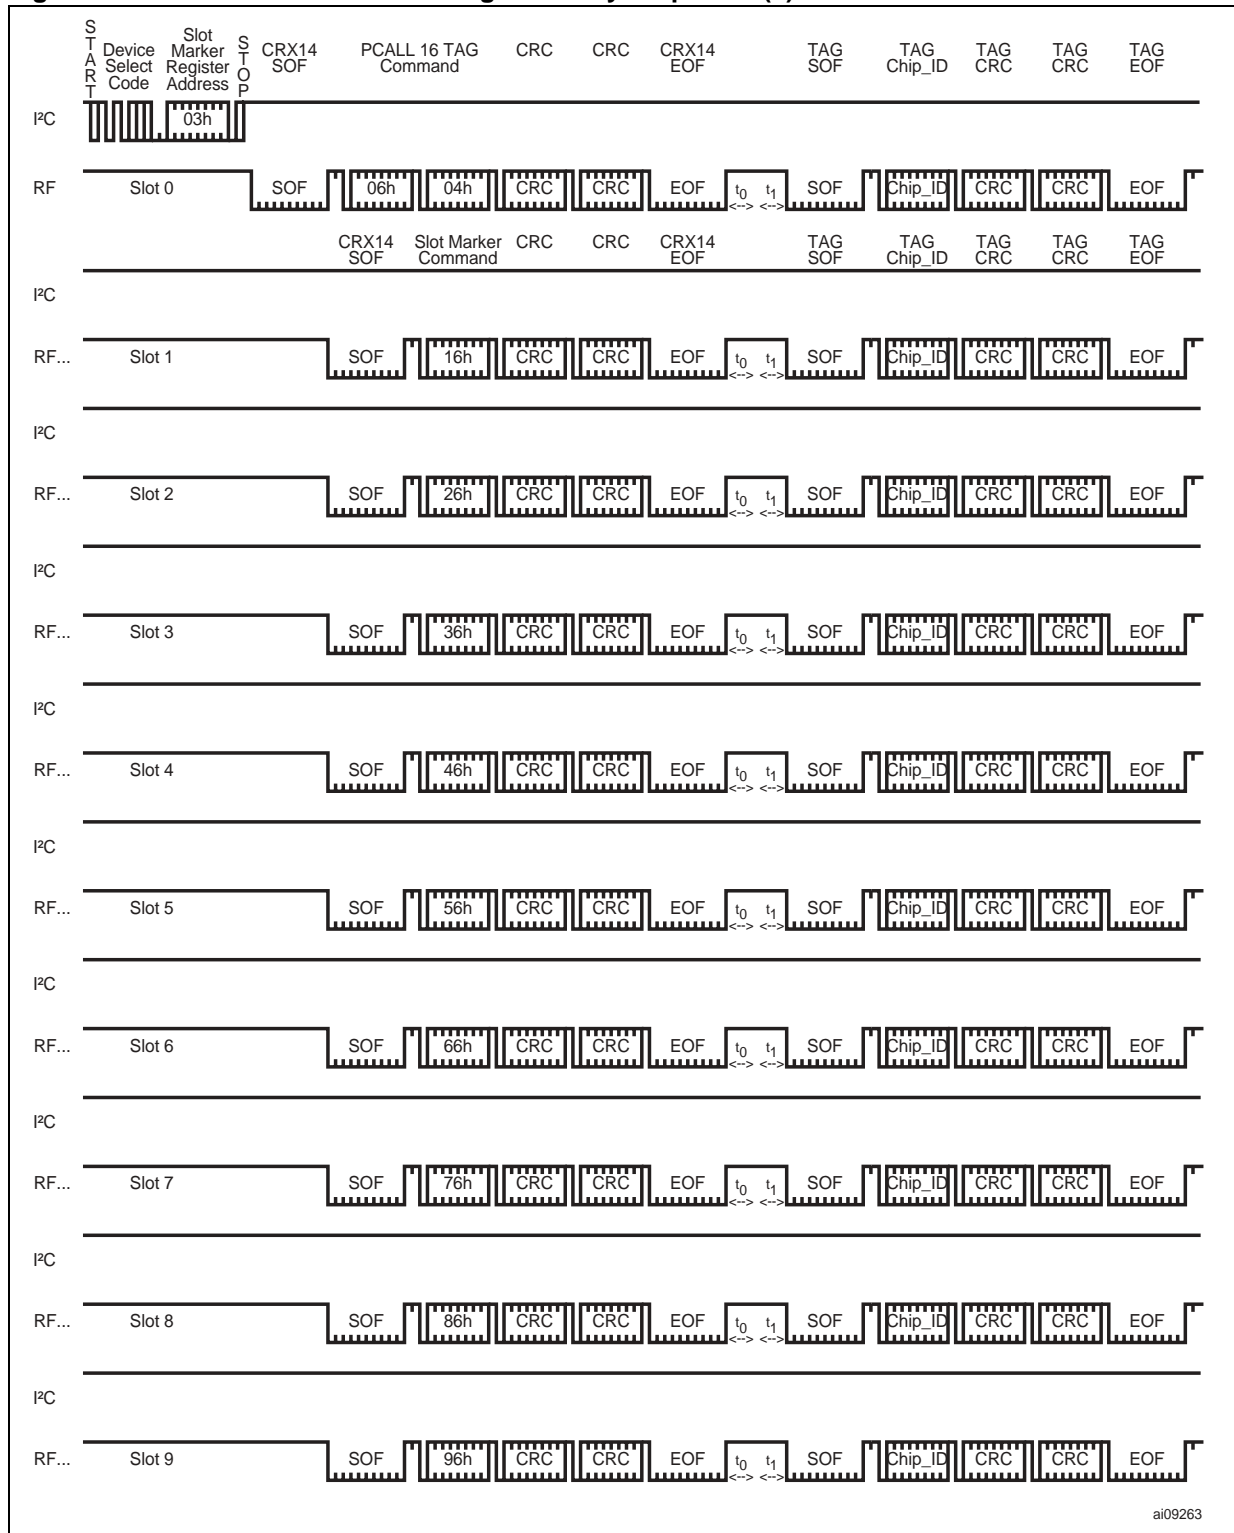 START
Device Select Code
Slot Marker Register Address
STOP
CRX14 SOF
PCALL 16 TAG Command
CRC
CRC
CRX14 EOF
TAG SOF
TAG Chip_ID
TAG CRC
TAG CRC
TAG EOF
I²C 03h
RF Slot 0 SOF 06h 04h CRC CRC EOF t0 t1 SOF Chip_ID CRC CRC EOF
<--> <-->
CRX14 SOF
Slot Marker Command
CRC
CRC
CRX14 EOF
TAG SOF
TAG Chip_ID
TAG CRC
TAG CRC
TAG EOF
I²C
RF... Slot 1 SOF 16h CRC CRC EOF t0 t1 SOF Chip_ID CRC CRC EOF
<--> <-->
I²C
RF... Slot 2 SOF 26h CRC CRC EOF t0 t1 SOF Chip_ID CRC CRC EOF
<--> <-->
I²C
RF... Slot 3 SOF 36h CRC CRC EOF t0 t1 SOF Chip_ID CRC CRC EOF
<--> <-->
I²C
RF... Slot 4 SOF 46h CRC CRC EOF t0 t1 SOF Chip_ID CRC CRC EOF
<--> <-->
I²C
RF... Slot 5 SOF 56h CRC CRC EOF t0 t1 SOF Chip_ID CRC CRC EOF
<--> <-->
I²C
RF... Slot 6 SOF 66h CRC CRC EOF t0 t1 SOF Chip_ID CRC CRC EOF
<--> <-->
I²C
RF... Slot 7 SOF 76h CRC CRC EOF t0 t1 SOF Chip_ID CRC CRC EOF
<--> <-->
I²C
RF... Slot 8 SOF 86h CRC CRC EOF t0 t1 SOF Chip_ID CRC CRC EOF
<--> <-->
I²C
RF... Slot 9 SOF 96h CRC CRC EOF t0 t1 SOF Chip_ID CRC CRC EOF
<--> <-->
ai09263